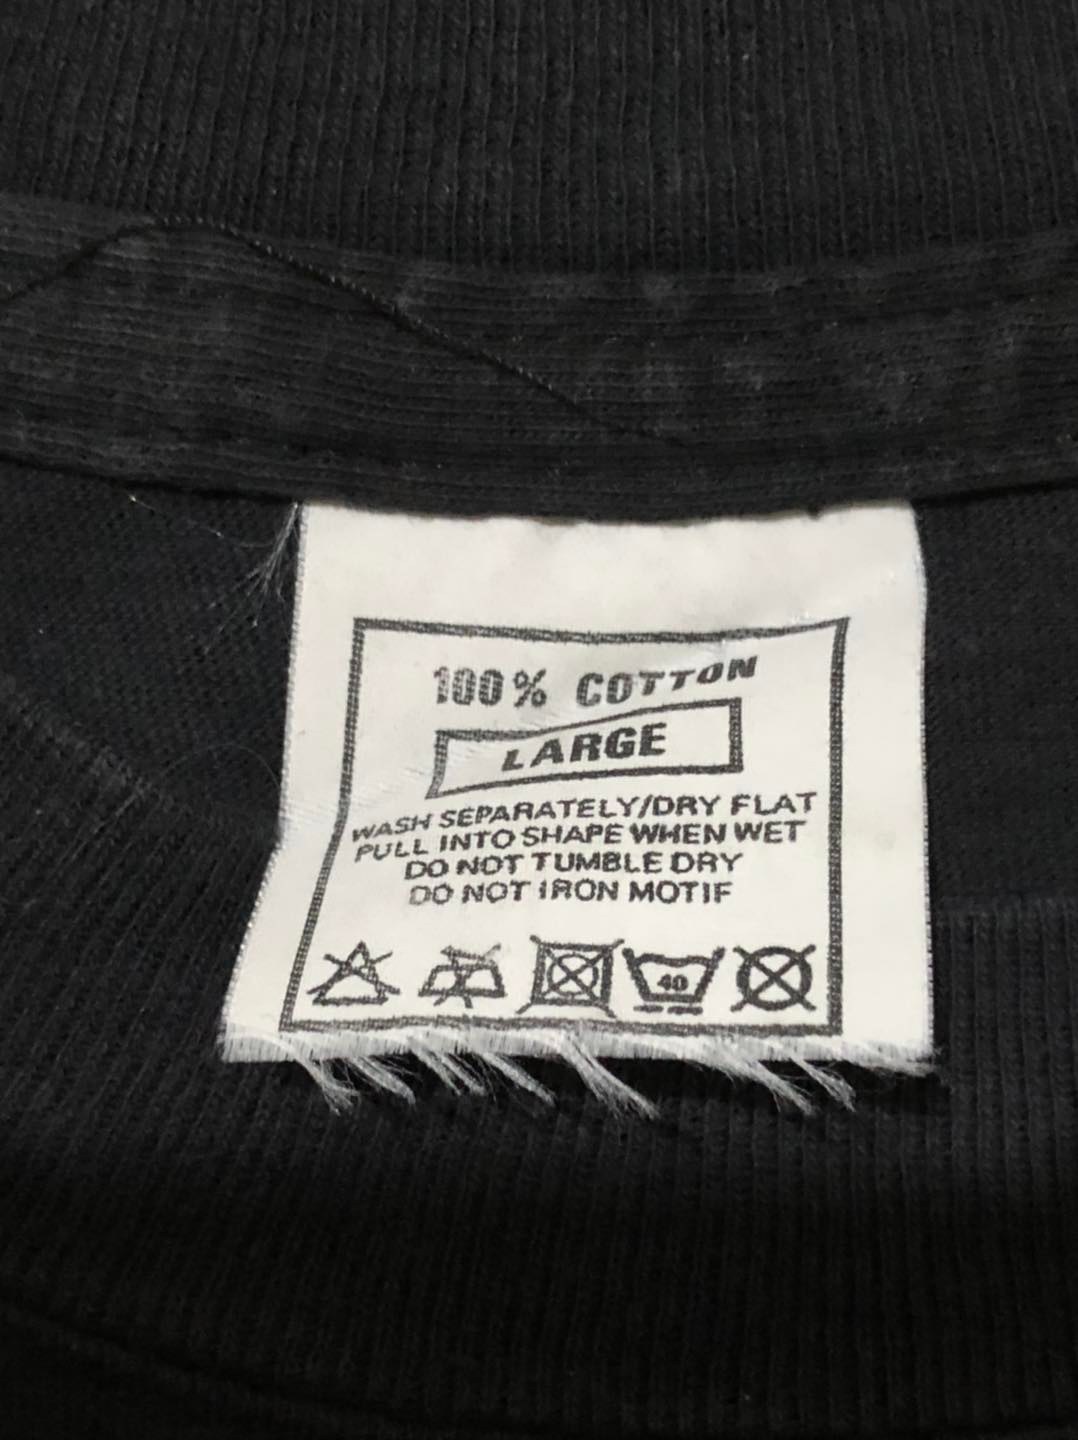 100% COTTON
LARGE
WASH SEPARATELY/DRY FLAT
PULL INTO SHAPE WHEN WET
DO NOT TUMBLE DRY
DO NOT IRON MOTIF
40